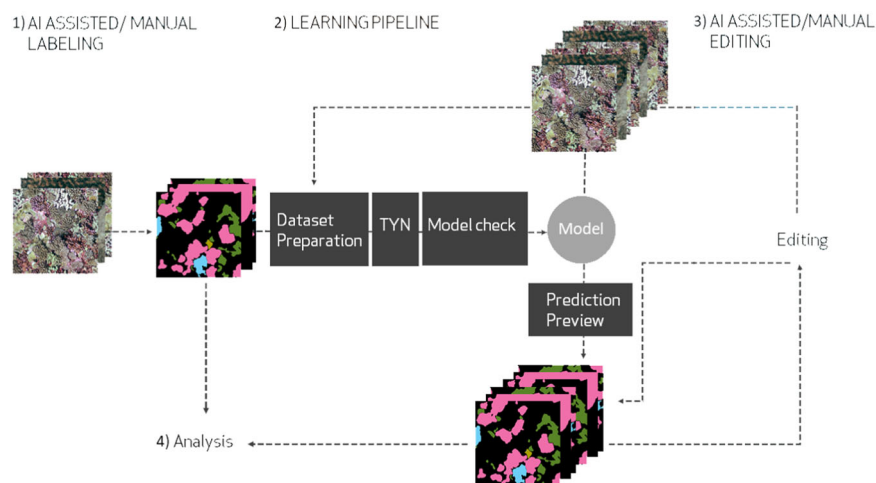 1) AI ASSISTED/ MANUAL
LABELING
2) LEARNING PIPELINE
3) AI ASSISTED/MANUAL
EDITING
Dataset
Preparation
TYN
Model check
Model
Editing
Prediction
Preview
4) Analysis